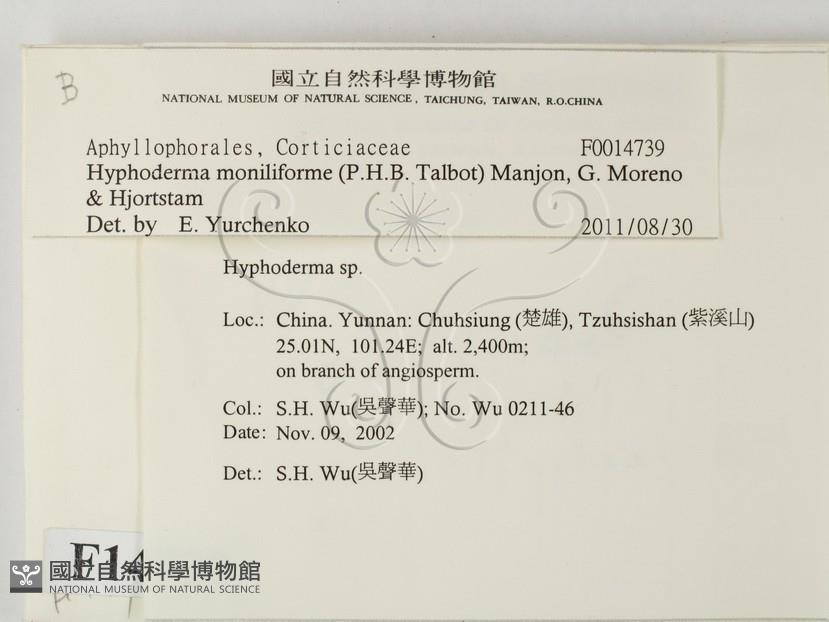 B
國立自然科學博物館
NATIONAL MUSEUM OF NATURAL SCIENCE, TAICHUNG, TAIWAN, R.O.CHINA
Aphyllophorales, Corticiaceae F0014739
Hyphoderma moniliforme (P.H.B. Talbot) Manjon, G. Moreno
& Hjortstam
Det. by E. Yurchenko 2011/08/30
Hyphoderma sp.
Loc.: China. Yunnan: Chuhsiung (楚雄), Tzuhsishan (紫溪山)
25.01N, 101.24E; alt. 2,400m;
on branch of angiosperm.
Col.: S.H. Wu(吳聲華); No. Wu 0211-46
Date: Nov. 09, 2002
Det.: S.H. Wu(吳聲華)
F14
國立自然科學博物館
NATIONAL MUSEUM OF NATURAL SCIENCE